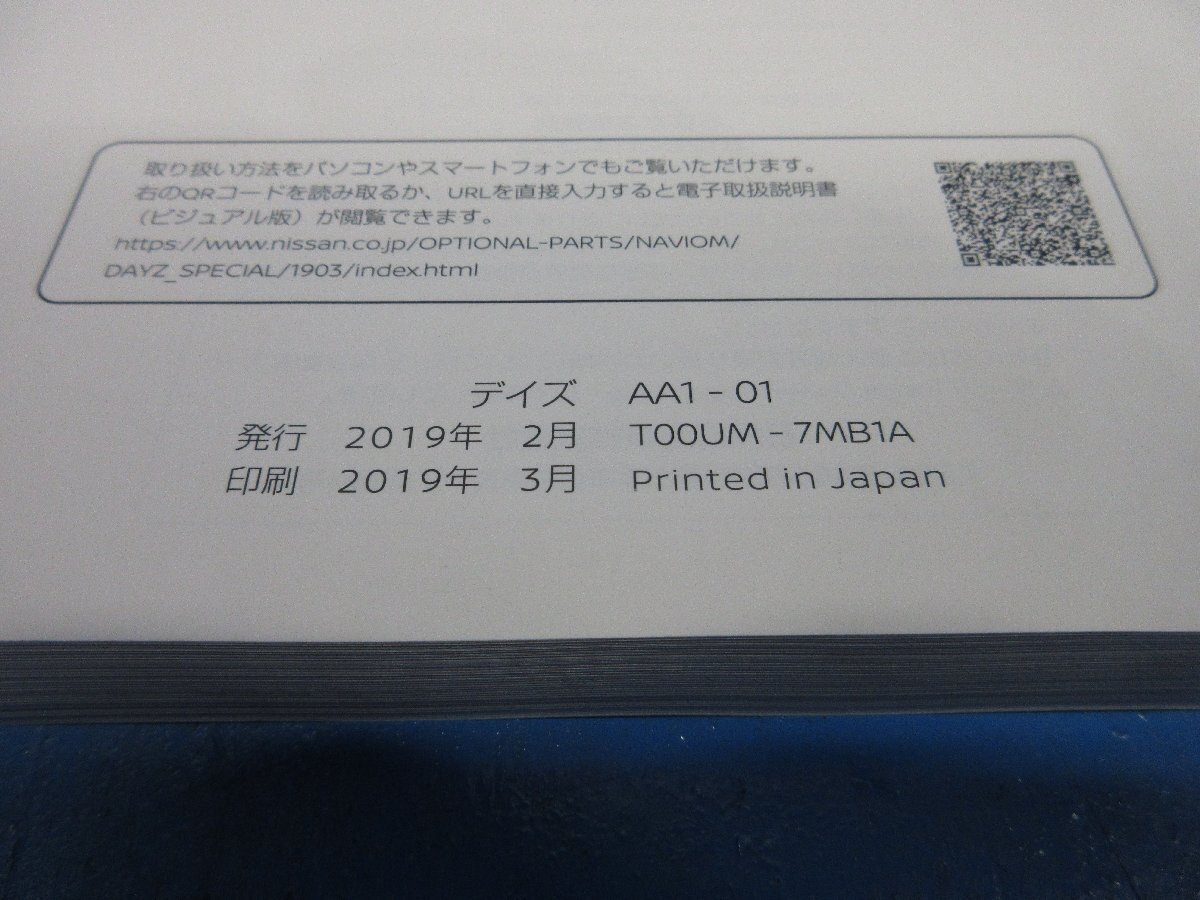 取り扱い方法をパソコンやスマートフォンでもご覧いただけます。
右のQRコードを読み取るか、URLを直接入力すると電子取扱説明書
（ビジュアル版）が閲覧できます。
https://www.nissan.co.jp/OPTIONAL-PARTS/NAVIOM/
DAYZ_SPECIAL/1903/index.html
デイズ AA1-01
発行 2019年 2月 T00UM-7MB1A
印刷 2019年 3月 Printed in Japan